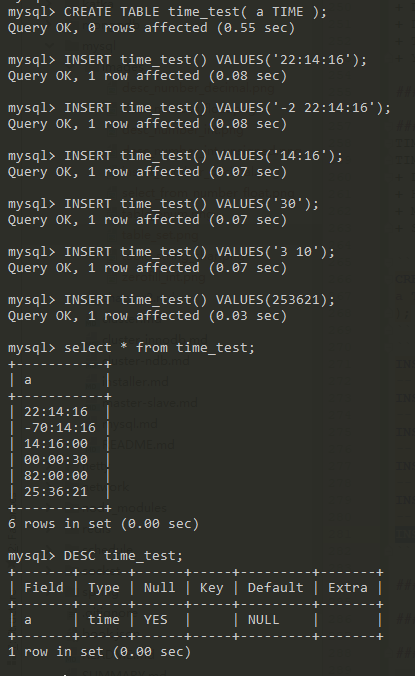 mysql> CREATE TABLE time_test( a TIME );
Query OK, 0 rows affected (0.55 sec)
mysql> INSERT time_test() VALUES('22:14:16');
Query OK, 1 row affected (0.08 sec)
mysql> INSERT time_test() VALUES('-2 22:14:16');
Query OK, 1 row affected (0.08 sec)
mysql> INSERT time_test() VALUES('14:16');
Query OK, 1 row affected (0.07 sec)
mysql> INSERT time_test() VALUES('30');
Query OK, 1 row affected (0.07 sec)
mysql> INSERT time_test() VALUES('3 10');
Query OK, 1 row affected (0.07 sec)
mysql> INSERT time_test() VALUES(253621);
Query OK, 1 row affected (0.03 sec)
mysql> select * from time_test;
+-----------+
| a         |
+-----------+
| 22:14:16  |
| -70:14:16 |
| 14:16:00  |
| 00:00:30  |
| 82:00:00  |
| 25:36:21  |
+-----------+
6 rows in set (0.00 sec)
mysql> DESC time_test;
+-------+------+------+-----+---------+-------+
| Field | Type | Null | Key | Default | Extra |
+-------+------+------+-----+---------+-------+
| a     | time | YES  |     | NULL    |       |
+-------+------+------+-----+---------+-------+
1 row in set (0.00 sec)